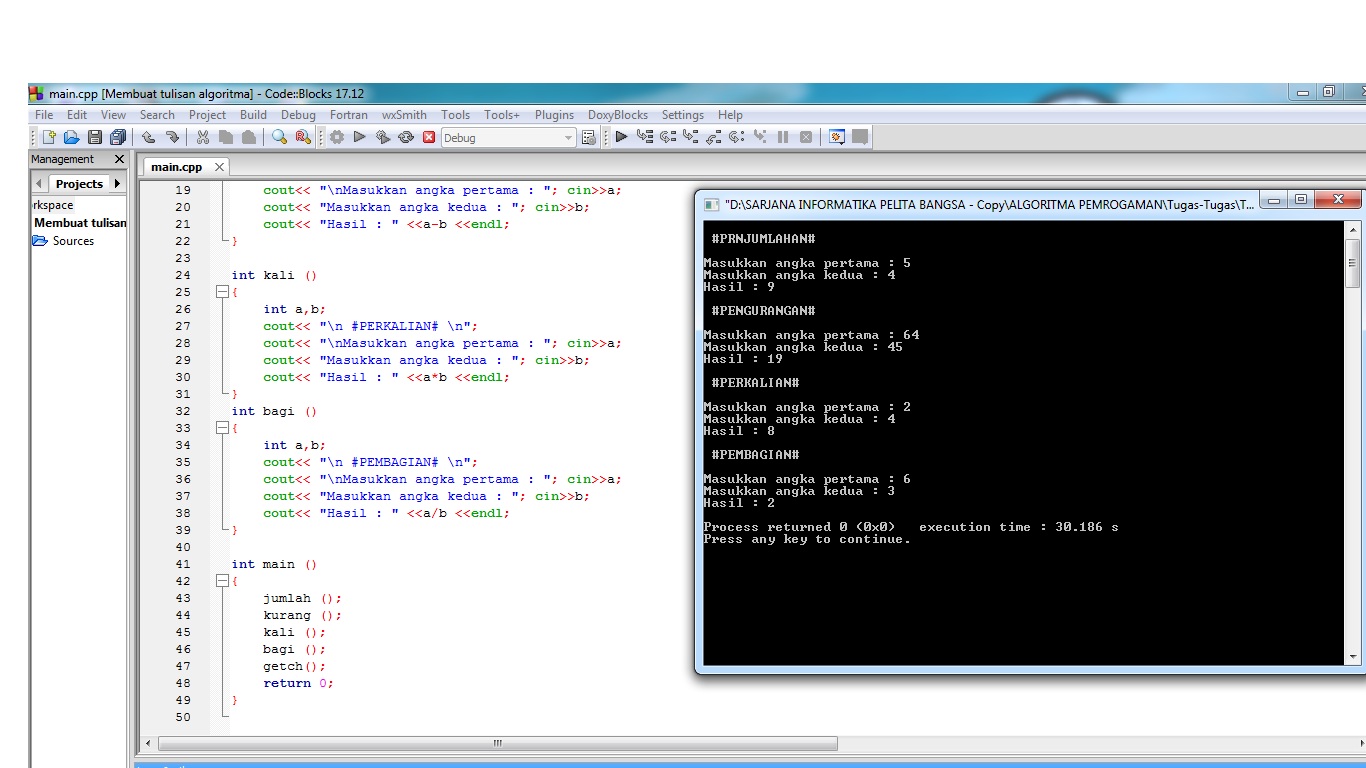 main.cpp [Membuat tulisan algoritma] - Code::Blocks 17.12
File Edit View Search Project Build Debug Fortran wxSmith Tools Tools+ Plugins DoxyBlocks Settings Help
Debug
Management
Projects
rkspace
Membuat tulisan
Sources
main.cpp
19 cout<< "\nMasukkan angka pertama : "; cin>>a;
20 cout<< "Masukkan angka kedua : "; cin>>b;
21 cout<< "Hasil : " <<a-b <<endl;
22 }
23
24 int kali ()
25 {
26 int a,b;
27 cout<< "\n #PERKALIAN# \n";
28 cout<< "\nMasukkan angka pertama : "; cin>>a;
29 cout<< "Masukkan angka kedua : "; cin>>b;
30 cout<< "Hasil : " <<a*b <<endl;
31 }
32 int bagi ()
33 {
34 int a,b;
35 cout<< "\n #PEMBAGIAN# \n";
36 cout<< "\nMasukkan angka pertama : "; cin>>a;
37 cout<< "Masukkan angka kedua : "; cin>>b;
38 cout<< "Hasil : " <<a/b <<endl;
39 }
40
41 int main ()
42 {
43 jumlah ();
44 kurang ();
45 kali ();
46 bagi ();
47 getch();
48 return 0;
49 }
50
"D:\SARJANA INFORMATIKA PELITA BANGSA - Copy\ALGORITMA PEMROGAMAN\Tugas-Tugas\T...
#PRNJUMLAHAN#
Masukkan angka pertama : 5
Masukkan angka kedua : 4
Hasil : 9
#PENGURANGAN#
Masukkan angka pertama : 64
Masukkan angka kedua : 45
Hasil : 19
#PERKALIAN#
Masukkan angka pertama : 2
Masukkan angka kedua : 4
Hasil : 8
#PEMBAGIAN#
Masukkan angka pertama : 6
Masukkan angka kedua : 3
Hasil : 2
Process returned 0 (0x0) execution time : 30.186 s
Press any key to continue.